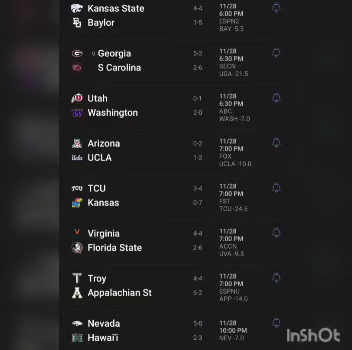 Kansas State 4-4 11/28
6:00 PM
Baylor 1-5 ESPN2
BAY -5.5
9 Georgia 5-2 11/28
6:30 PM
S Carolina 2-6 SECN
UGA -21.5
Utah 0-1 11/28
6:30 PM
Washington 2-0 ABC
WASH -7.0
Arizona 0-2 11/28
7:00 PM
UCLA 1-2 FOX
UCLA -10.0
TCU 3-4 11/28
7:00 PM
Kansas 0-7 FS1
TCU -24.5
Virginia 4-4 11/28
7:00 PM
Florida State 2-6 ACCN
UVA -9.5
Troy 4-4 11/28
7:00 PM
Appalachian St 6-2 ESPNU
APP -14.0
Nevada 5-0 11/28
10:00 PM
Hawai'i 2-3 NEV -7.0
InShOt